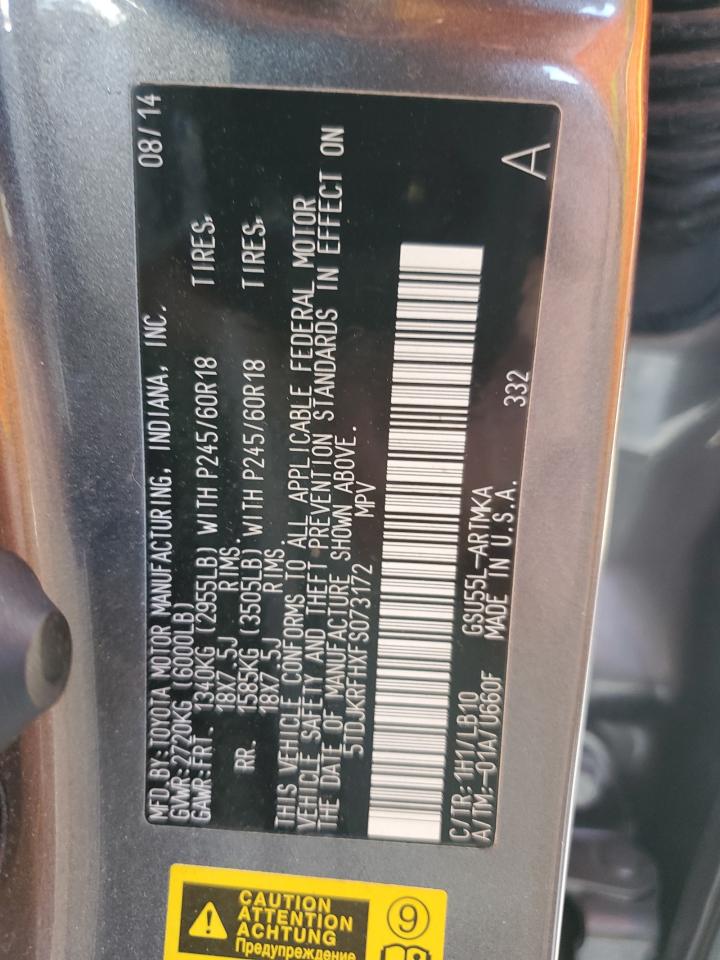 MFD. BY: TOYOTA MOTOR MANUFACTURING, INDIANA, INC. 08/14
GVWR: 2720KG (6000LB)
GAWR: FRT. 1340KG (2955LB) WITH P245/60R18 TIRES,
18X7.5J RIMS.
RR. 1585KG (3505LB) WITH P245/60R18 TIRES,
18X7.5J RIMS.
THIS VEHICLE CONFORMS TO ALL APPLICABLE FEDERAL MOTOR
VEHICLE SAFETY AND THEFT PREVENTION STANDARDS IN EFFECT ON
THE DATE OF MANUFACTURE SHOWN ABOVE.
5TDJKRFHXFS073172 MPV
C/TR: 1H1/LB10 GSU55L-ARTMKA
A/TM: -01A/U660F MADE IN U.S.A. 332 A
CAUTION
ATTENTION
ACHTUNG
Предупреждение
9